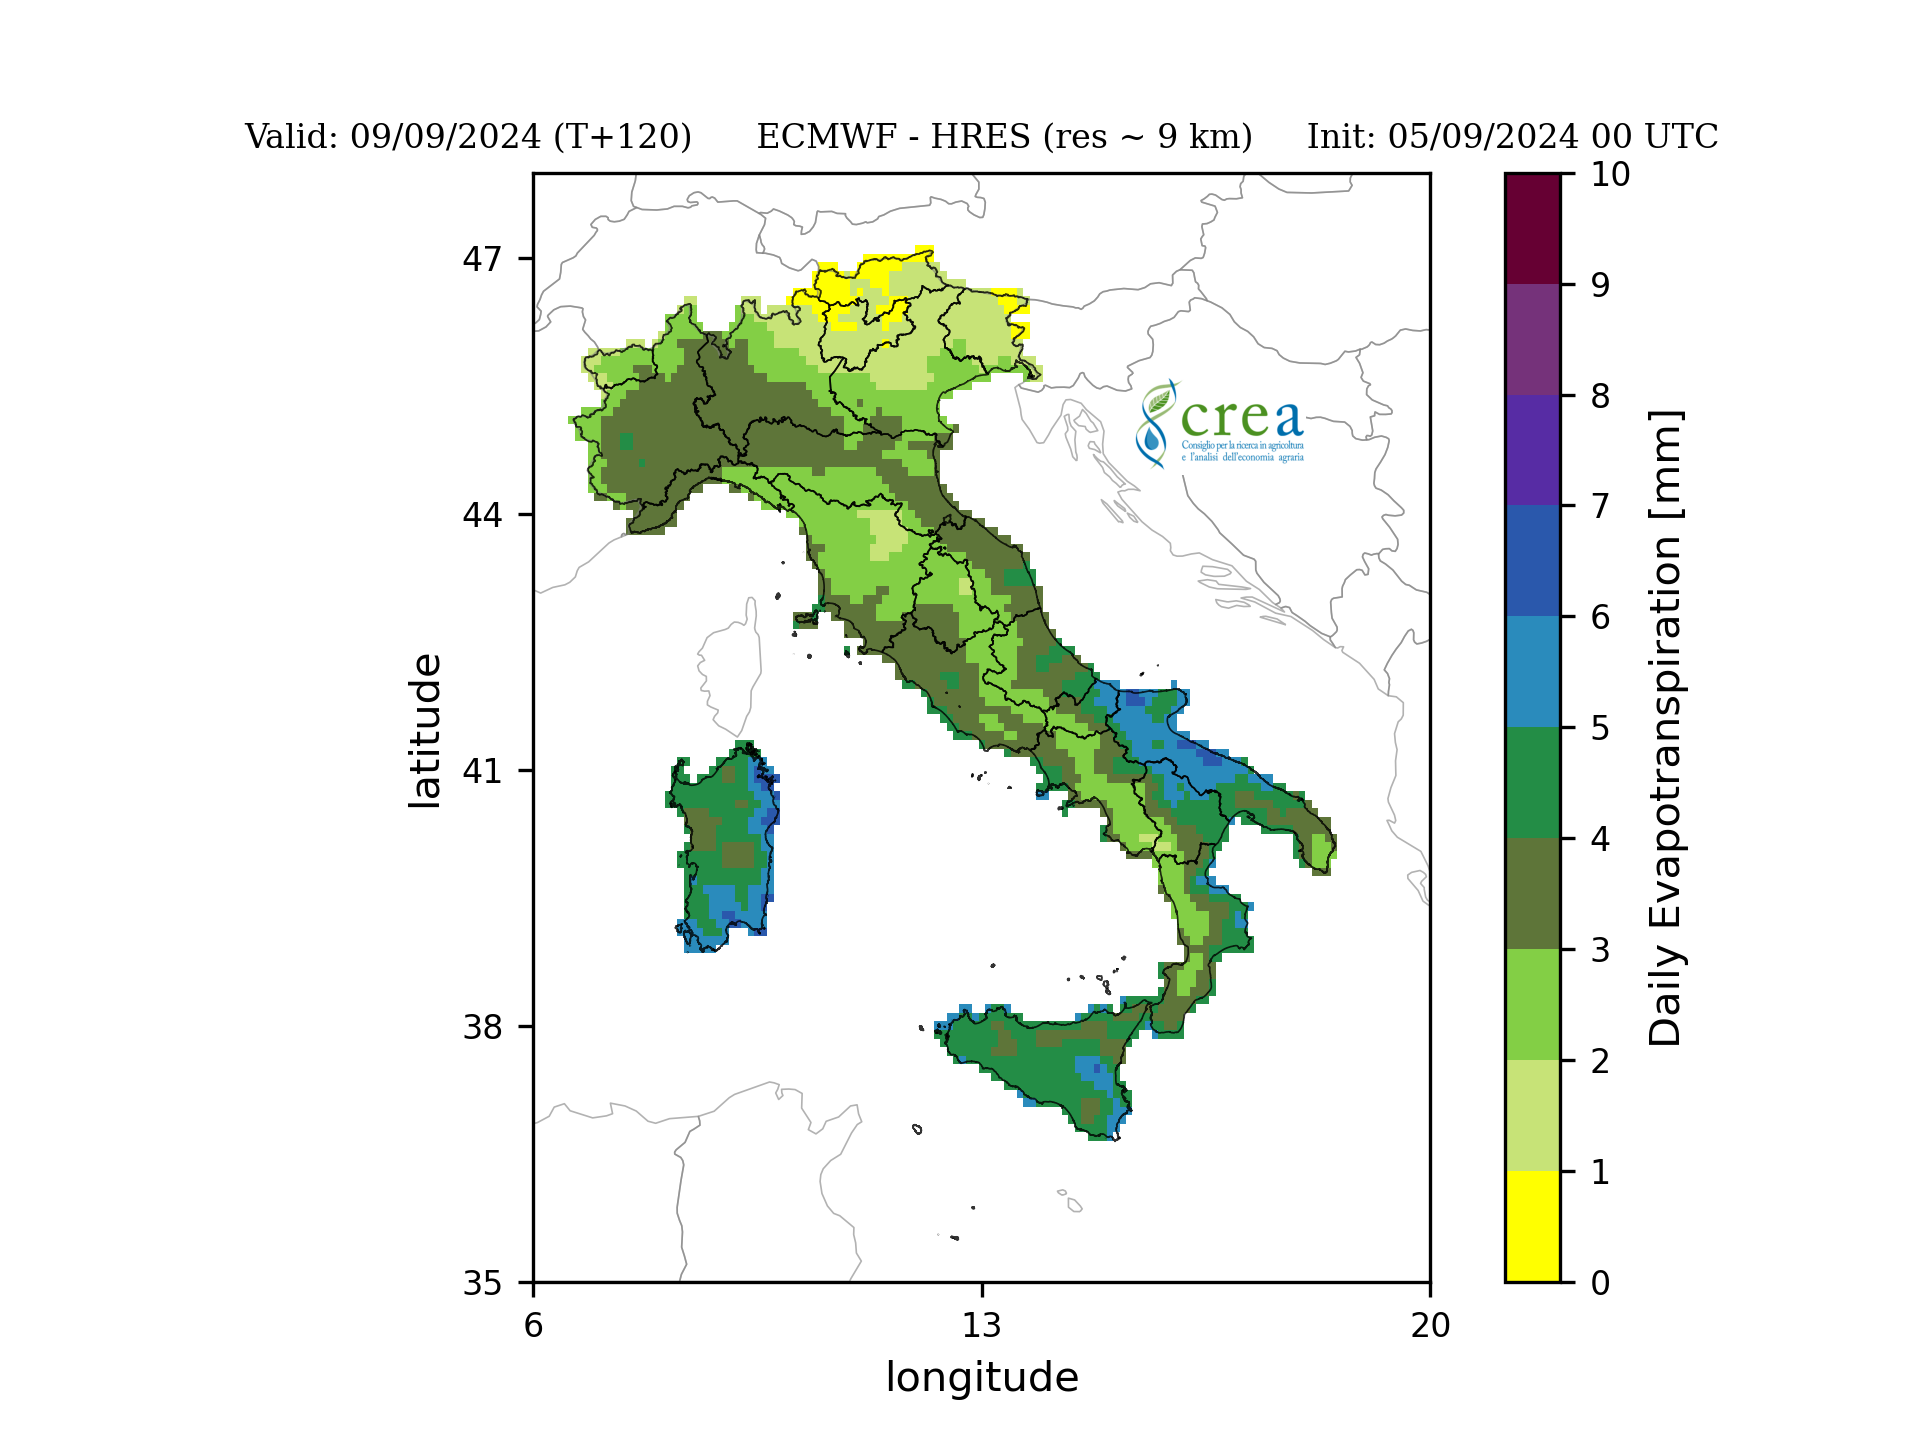 Valid: 09/09/2024 (T+120) ECMWF - HRES (res ~ 9 km) Init: 05/09/2024 00 UTC
47
44
41
38
35
6
13
20
latitude
longitude
crea
Consiglio per la ricerca in agricoltura
e l'analisi dell'economia agraria
10
9
8
7
6
5
4
3
2
1
0
Daily Evapotranspiration [mm]